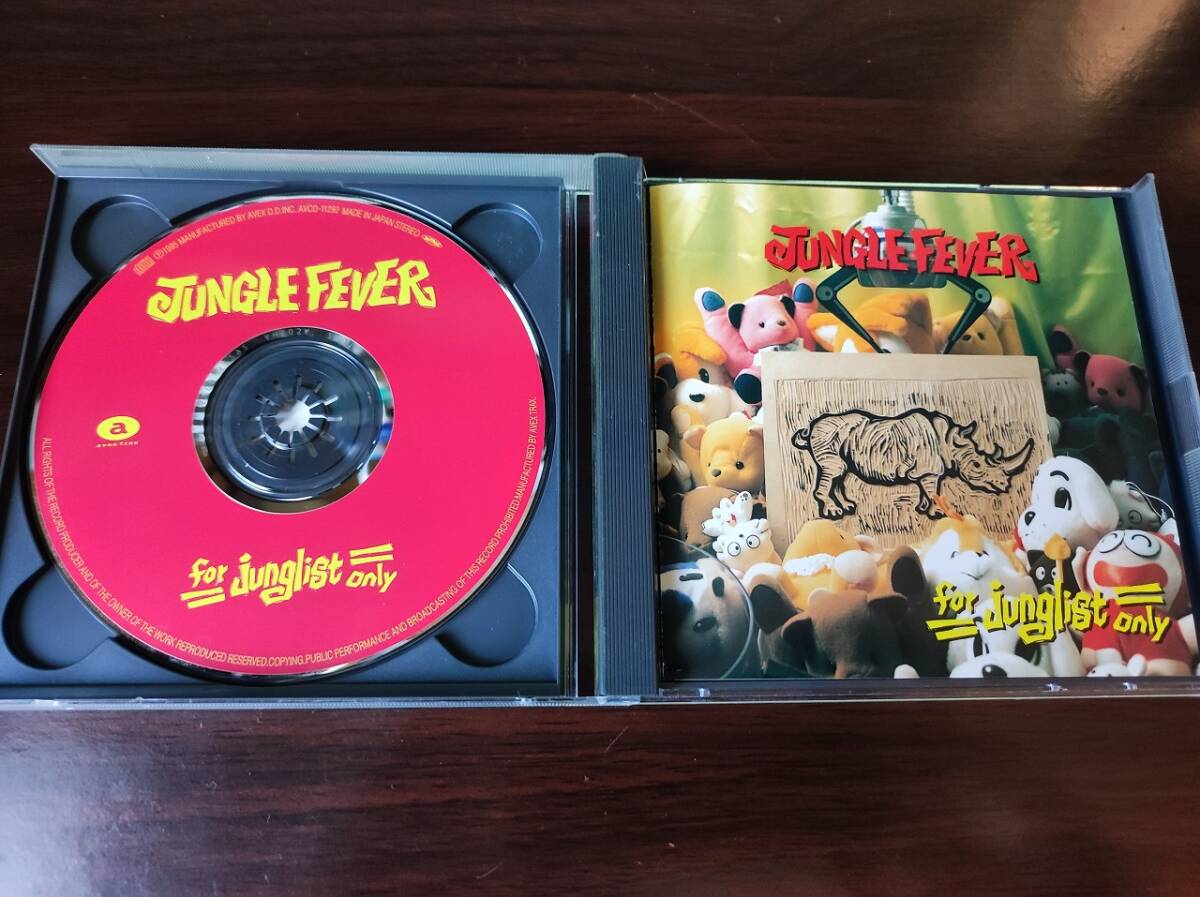 ℗1995 MANUFACTURED BY AVEX D.D.INC. AVCD-11292 MADE IN JAPAN STEREO
JUNGLE FEVER
a
avex trax
for junglist only
ALL RIGHTS OF THE RECORD PRODUCER AND OF THE OWNER OF THE WORK REPRODUCED RESERVED.COPYING.PUBLIC PERFORMANCE AND BROADCASTING OF THIS RECORD PROHIBITED.MANUFACTURED BY AVEX TRAX.
JUNGLE FEVER
for junglist only